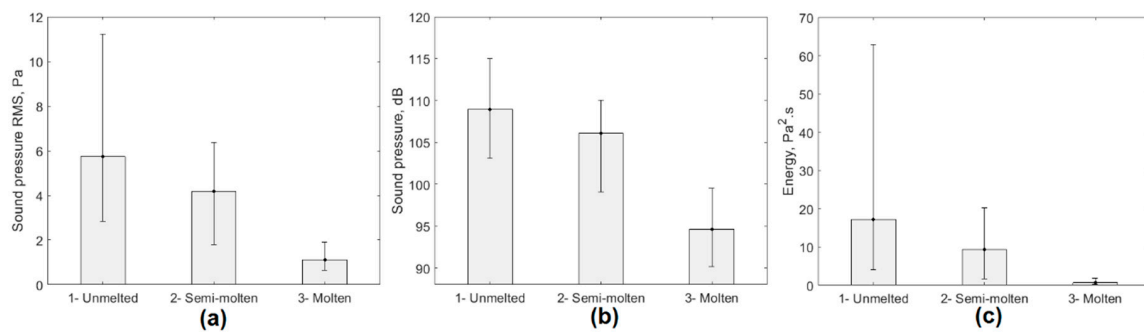 Sound pressure RMS, Pa
12
10
8
6
4
2
0
1- Unmelted 2- Semi-molten 3- Molten
(a)
Sound pressure, dB
120
115
110
105
100
95
90
1- Unmelted 2- Semi-molten 3- Molten
(b)
Energy, Pa².s
70
60
50
40
30
20
10
0
1- Unmelted 2- Semi-molten 3- Molten
(c)